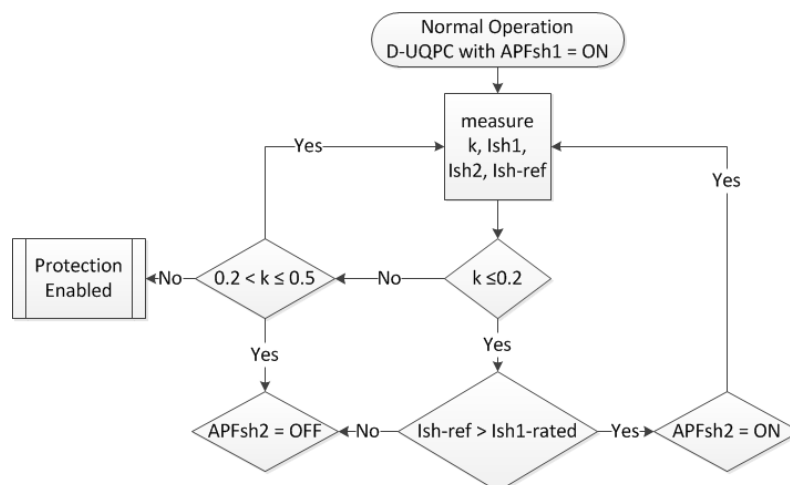 Normal Operation
D-UQPC with APFsh1 = ON
measure
k, Ish1,
Ish2, Ish-ref
Yes
Yes
Protection
Enabled
No
0.2 < k ≤ 0.5
No
k ≤0.2
Yes
Yes
APFsh2 = OFF
No
Ish-ref > Ish1-rated
Yes
APFsh2 = ON